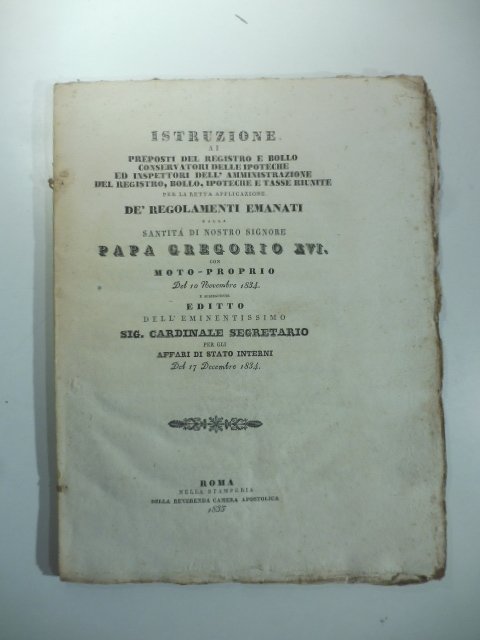 ISTRUZIONE
AI
PREPOSTI DEL REGISTRO E BOLLO
CONSERVATORI DELLE IPOTECHE
ED INSPETTORI DELL' AMMINISTRAZIONE
DEL REGISTRO, BOLLO, IPOTECHE E TASSE RIUNITE
PER LA RETTA APPLICAZIONE
DE' REGOLAMENTI EMANATI
DALLA
SANTITÀ DI NOSTRO SIGNORE
PAPA GREGORIO XVI.
CON
MOTO-PROPRIO
Del 10 Novembre 1834.
E
EDITTO
DELL' EMINENTISSIMO
SIG. CARDINALE SEGRETARIO
PER GLI
AFFARI DI STATO INTERNI
Del 17 Decembre 1834.
ROMA
NELLA STAMPERIA
DELLA REVERENDA CAMERA APOSTOLICA
1835